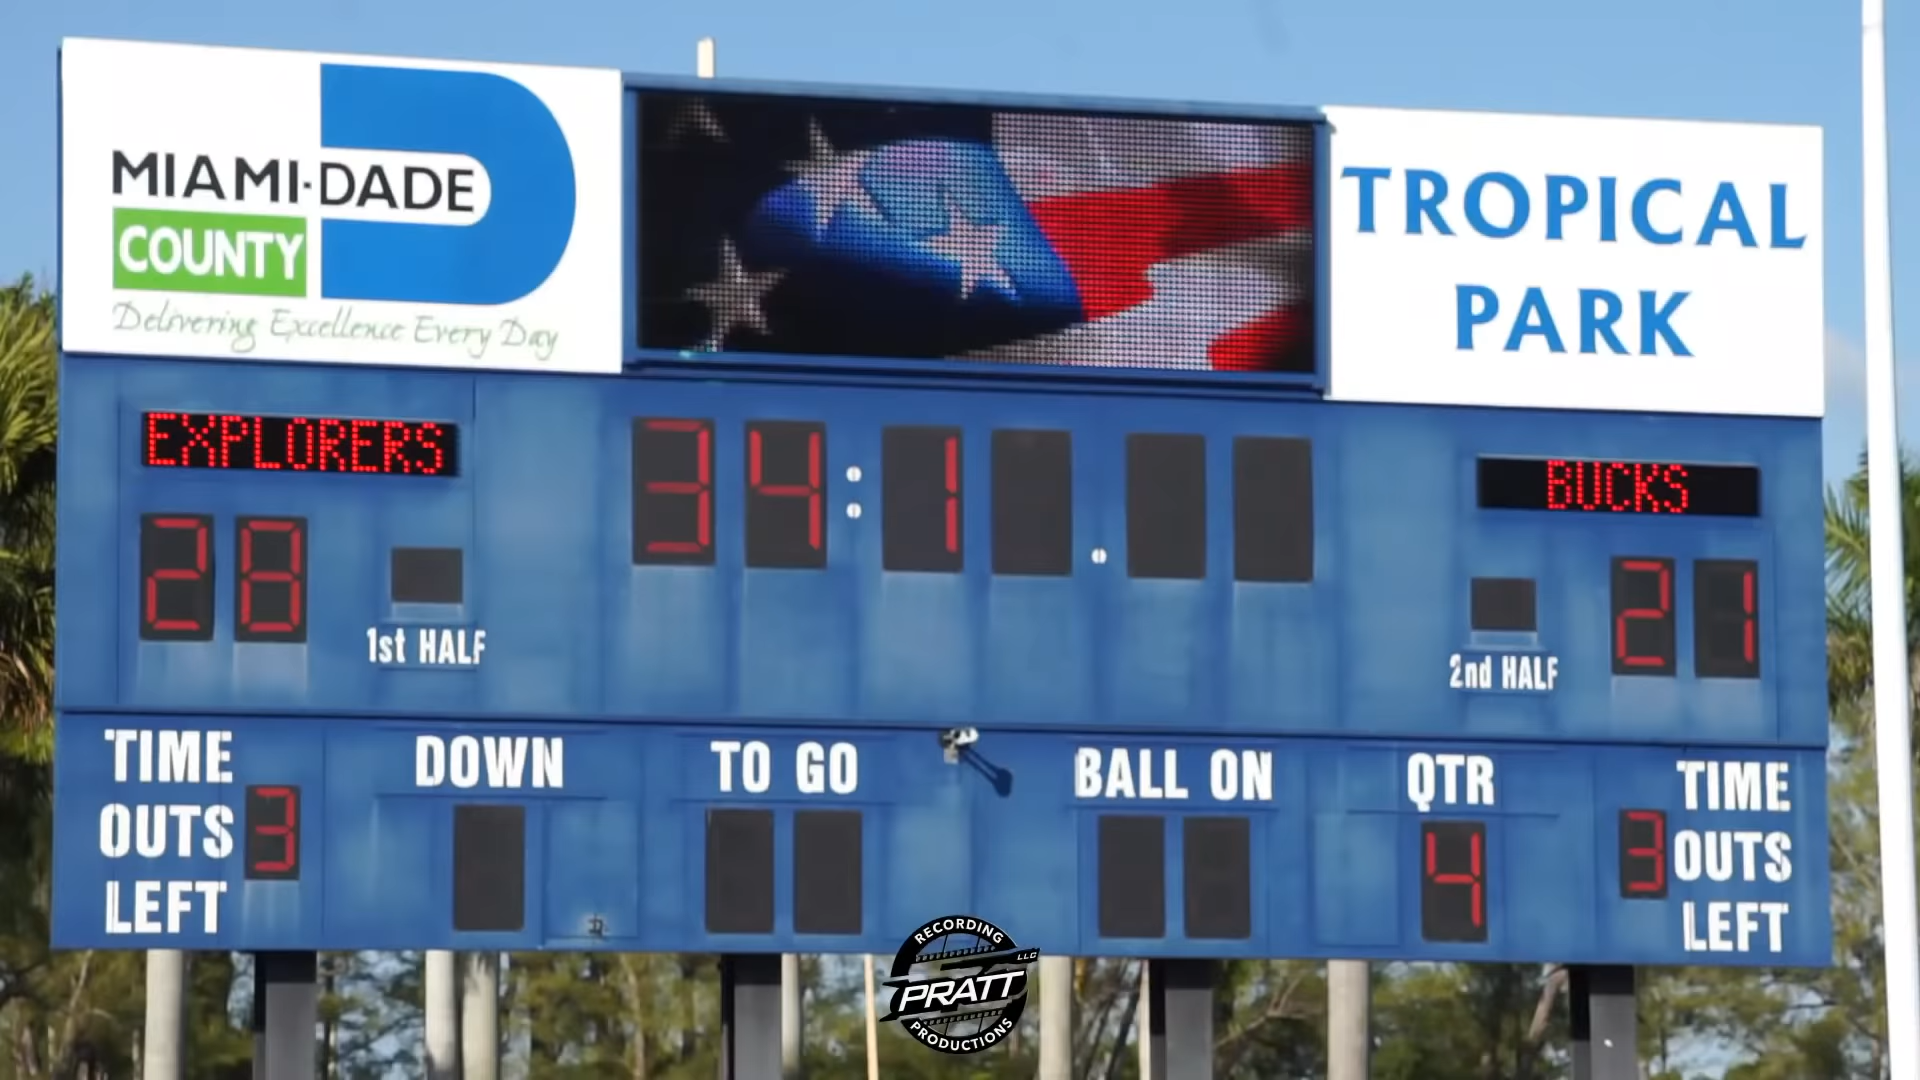 MIAMI-DADE
COUNTY
Delivering Excellence Every Day
TROPICAL
PARK
EXPLORERS
34:1
BUCKS
28
1st HALF
21
2nd HALF
TIME
OUTS
LEFT
3
DOWN
TO GO
BALL ON
QTR
4
3
TIME
OUTS
LEFT
RECORDING
PRATT
LLC
PRODUCTIONS